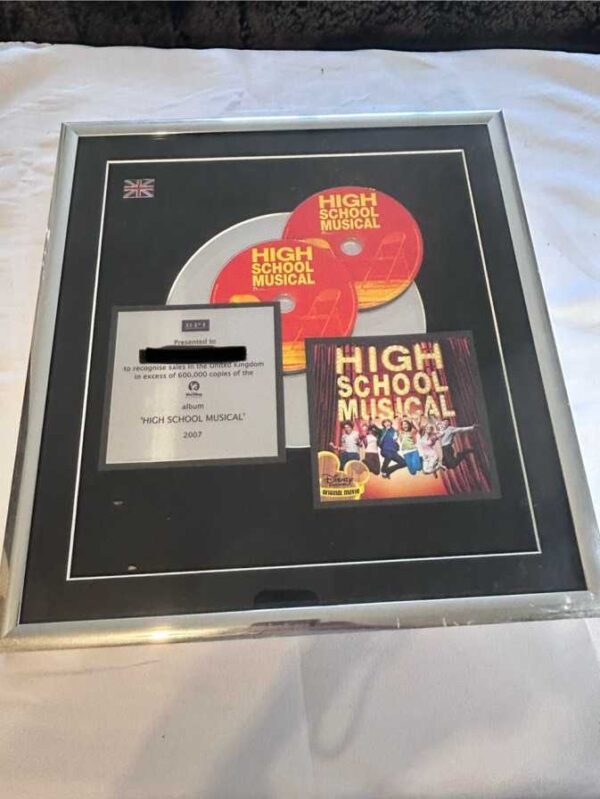 HIGH
SCHOOL
MUSICAL
HIGH
SCHOOL
MUSICAL
BPI
Presented to
to recognise sales in the United Kingdom
in excess of 600,000 copies of the
album
"HIGH SCHOOL MUSICAL"
2007
HIGH
SCHOOL
MUSICAL
Disney
ORIGINAL MOVIE